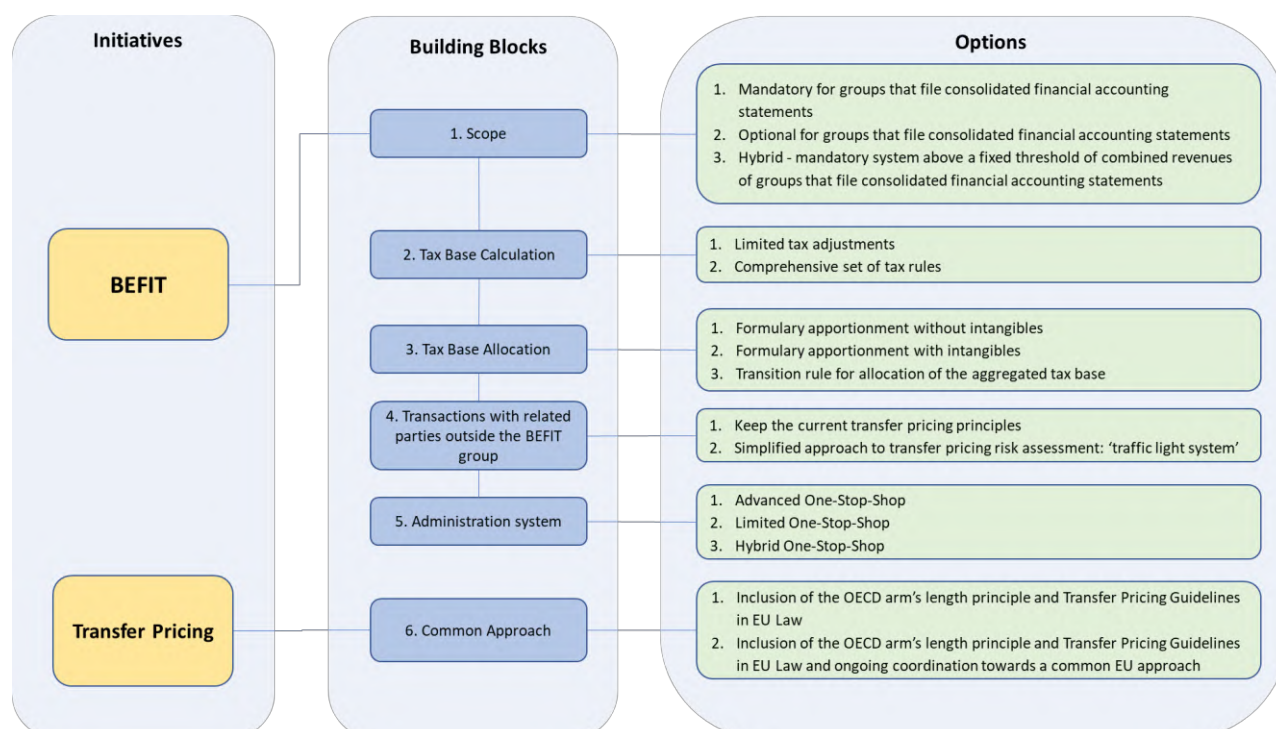 Initiatives
Building Blocks
Options
BEFIT
Transfer Pricing
1. Scope
2. Tax Base Calculation
3. Tax Base Allocation
4. Transactions with related
parties outside the BEFIT
group
5. Administration system
6. Common Approach
1. Mandatory for groups that file consolidated financial accounting
statements
2. Optional for groups that file consolidated financial accounting statements
3. Hybrid - mandatory system above a fixed threshold of combined revenues
of groups that file consolidated financial accounting statements
1. Limited tax adjustments
2. Comprehensive set of tax rules
1. Formulary apportionment without intangibles
2. Formulary apportionment with intangibles
3. Transition rule for allocation of the aggregated tax base
1. Keep the current transfer pricing principles
2. Simplified approach to transfer pricing risk assessment: ‘traffic light system’
1. Advanced One-Stop-Shop
2. Limited One-Stop-Shop
3. Hybrid One-Stop-Shop
1. Inclusion of the OECD arm’s length principle and Transfer Pricing Guidelines
in EU Law
2. Inclusion of the OECD arm’s length principle and Transfer Pricing Guidelines
in EU Law and ongoing coordination towards a common EU approach